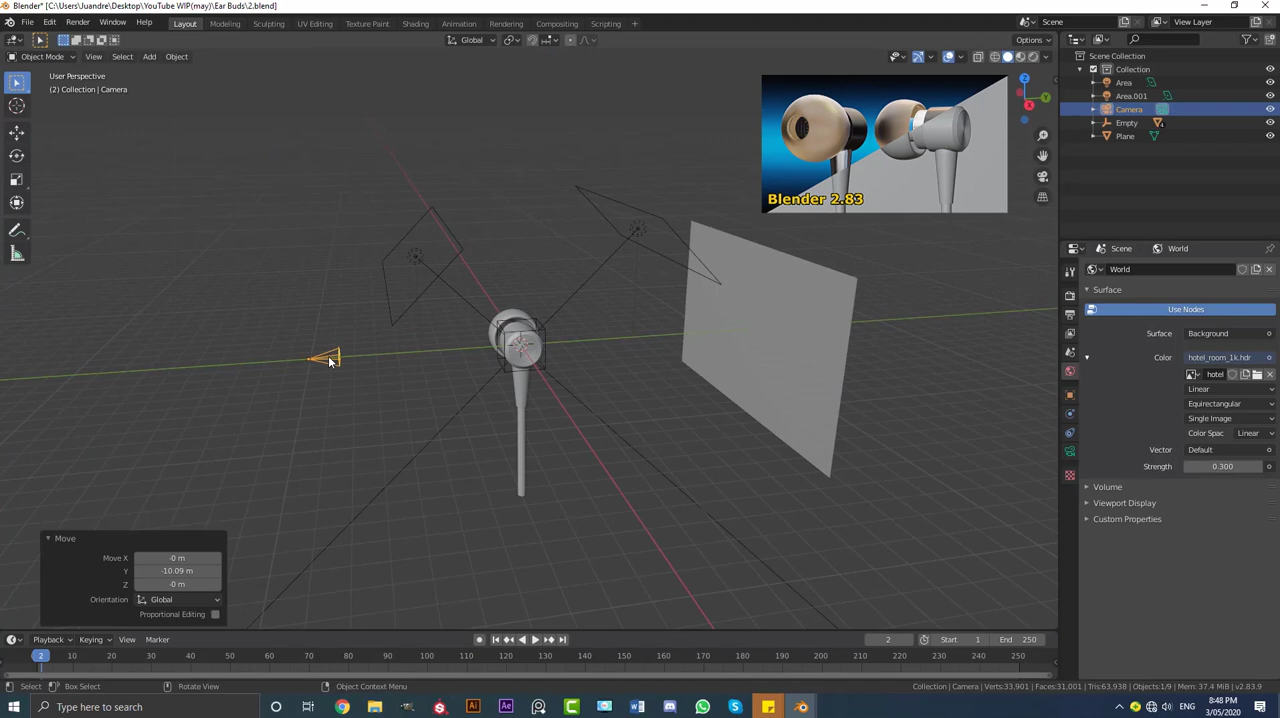 Blender* [C:\Users\Juandre\Desktop\YouTube WIP(may)\Ear Buds\2.blend]
File Edit Render Window Help Layout Modeling Sculpting UV Editing Texture Paint Shading Animation Rendering Compositing Scripting + Scene View Layer
Global Options
Object Mode View Select Add Object
User Perspective
(2) Collection | Camera
X
Y
Z
Blender 2.83
Scene Collection
Collection
Area
Area.001
Camera
Empty 4
Plane
Scene World
World
Surface
Use Nodes
Surface Background
Color hotel_room_1k.hdr
hotel
Linear
Equirectangular
Single Image
Color Spac Linear
Vector Default
Strength 0.300
Volume
Viewport Display
Custom Properties
Move
Move X -0 m
Y -10.09 m
Z -0 m
Orientation Global
Proportional Editing
Playback Keying View Marker 2 Start 1 End 250
2 10 20 30 40 50 60 70 80 90 100 110 120 130 140 150 160 170 180 190 200 210 220 230 240 250
Select Box Select Rotate View Object Context Menu Collection | Camera | Verts:33,901 | Faces:31,001 | Tris:63,938 | Objects:1/9 | Mem: 37.4 MiB | v2.83.9
Type here to search Ai Ae 8:48 PM
3/05/2020